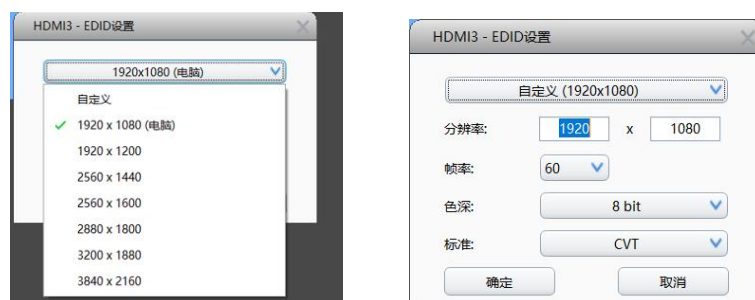 HDMI3 - EDID设置
1920x1080 (电脑)
自定义
1920 x 1080 (电脑)
1920 x 1200
2560 x 1440
2560 x 1600
2880 x 1800
3200 x 1880
3840 x 2160
HDMI3 - EDID设置
自定义 (1920x1080)
分辨率: 1920 x 1080
帧率: 60
色深: 8 bit
标准: CVT
确定 取消